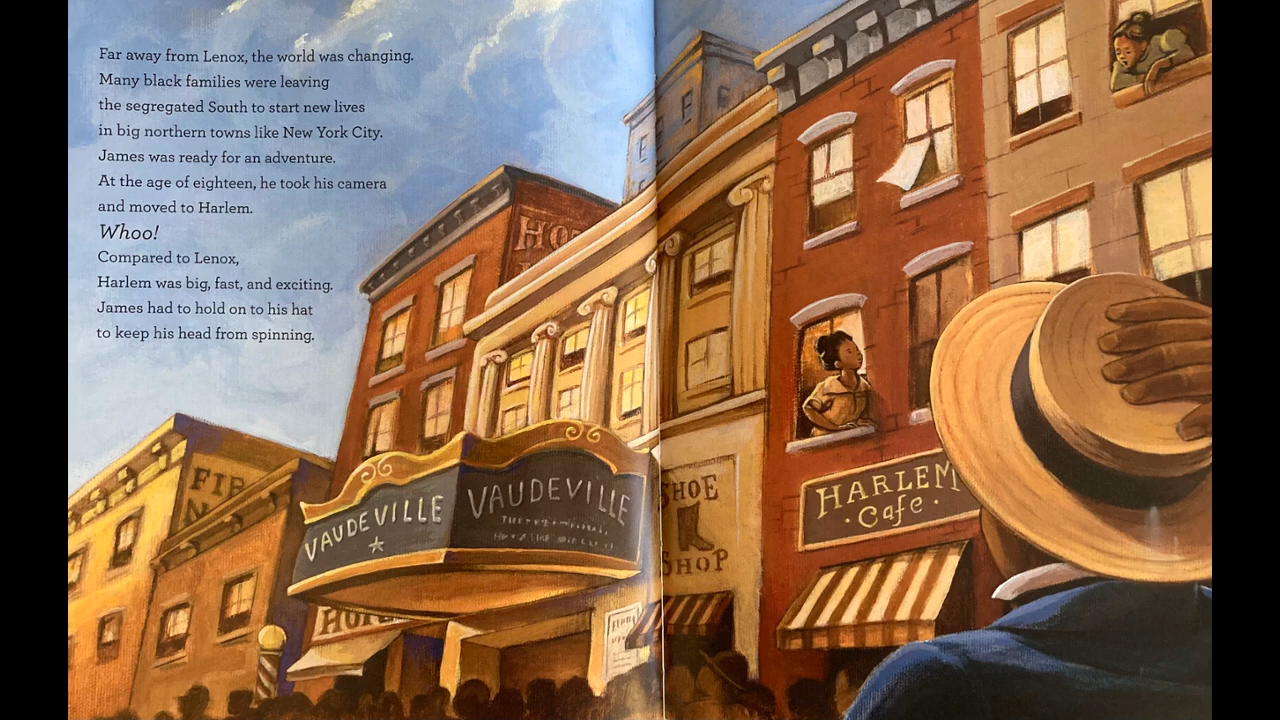 Far away from Lenox, the world was changing.
Many black families were leaving
the segregated South to start new lives
in big northern towns like New York City.
James was ready for an adventure.
At the age of eighteen, he took his camera
and moved to Harlem.
Whoo!
Compared to Lenox,
Harlem was big, fast, and exciting.
James had to hold on to his hat
to keep his head from spinning.
VAUDEVILLE
VAUDEVILLE
SHOE
SHOP
HARLEM
Cafe